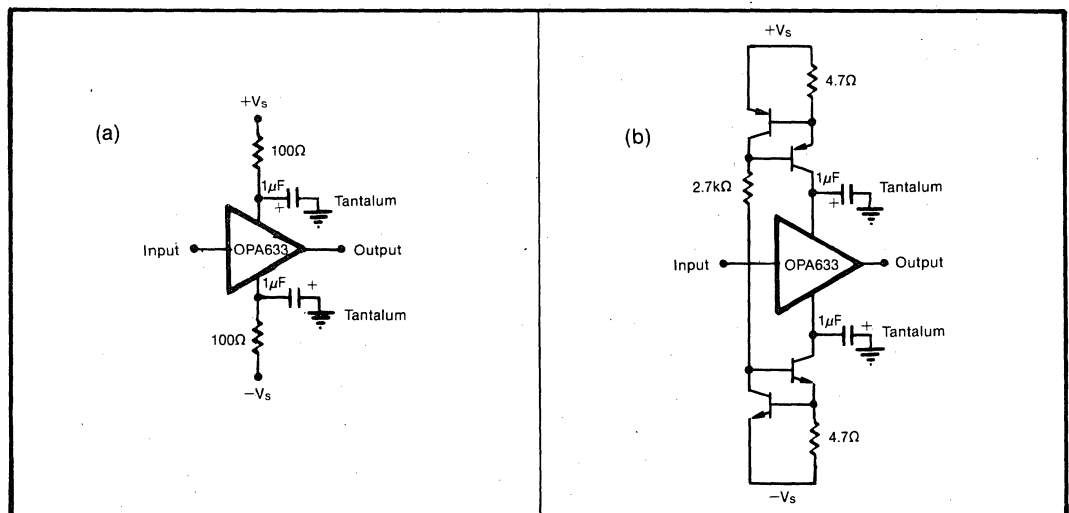 (a)
+Vs
100Ω
1μF
+
Tantalum
Input
OPA633
Output
1μF
+
Tantalum
100Ω
−Vs
(b)
+Vs
4.7Ω
2.7kΩ
1μF
+
Tantalum
Input
OPA633
Output
1μF
+
Tantalum
4.7Ω
−Vs